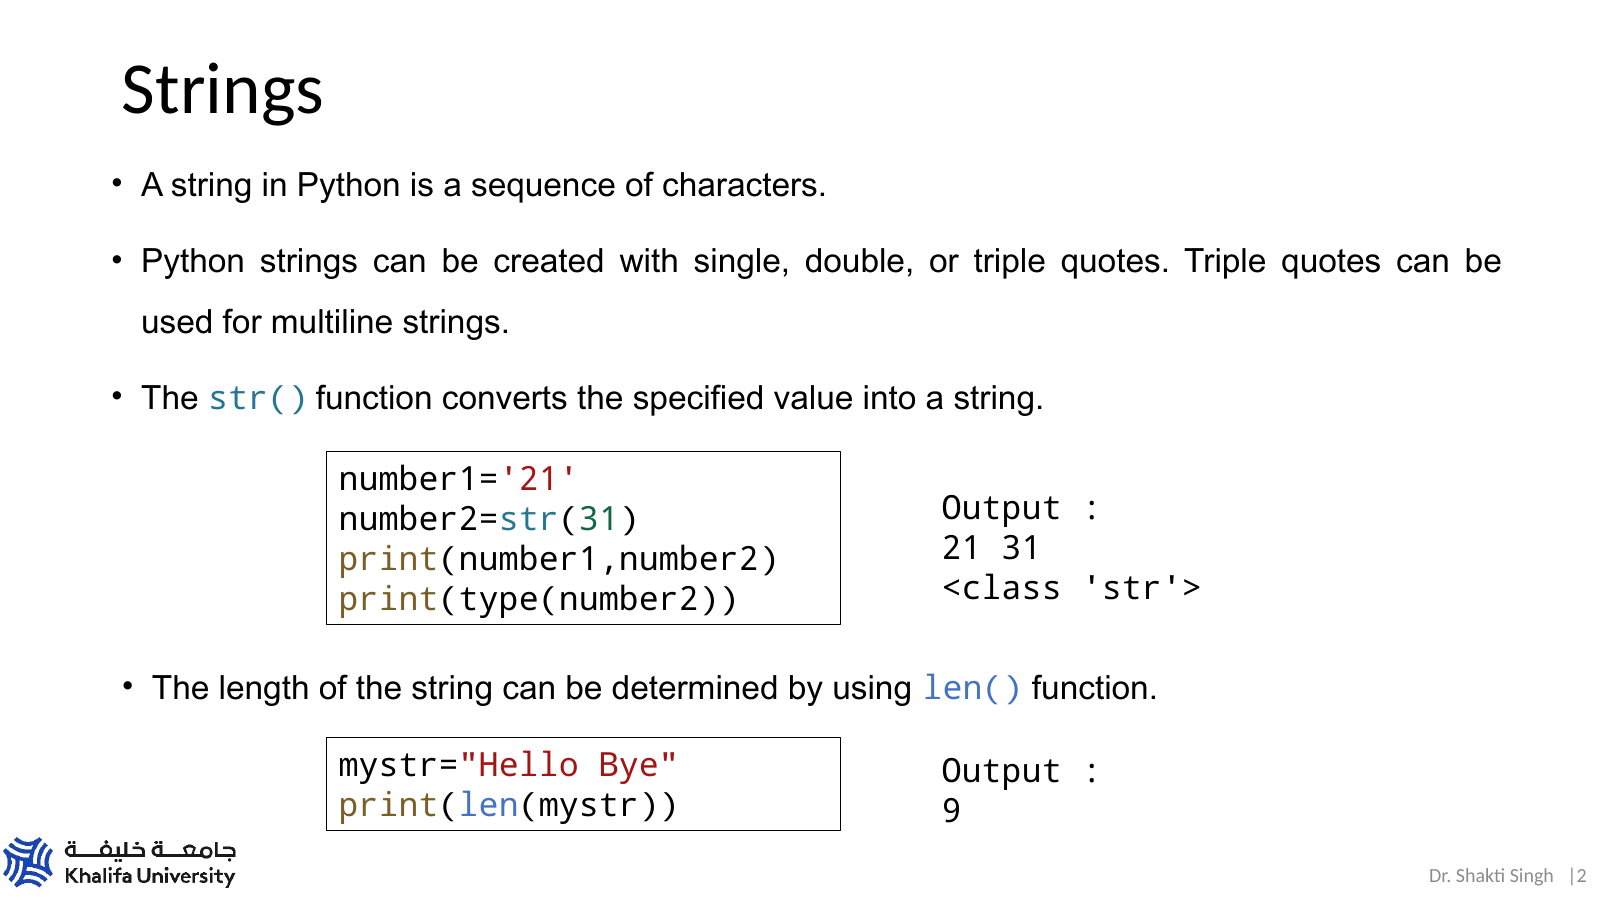 Strings
• A string in Python is a sequence of characters.
• Python strings can be created with single, double, or triple quotes. Triple quotes can be
used for multiline strings.
• The str() function converts the specified value into a string.
number1='21'
number2=str(31)
print(number1,number2)
print(type(number2))
Output :
21 31
<class 'str'>
• The length of the string can be determined by using len() function.
mystr="Hello Bye"
print(len(mystr))
Output :
9
جامعـة خليفـة
Khalifa University
Dr. Shakti Singh |2